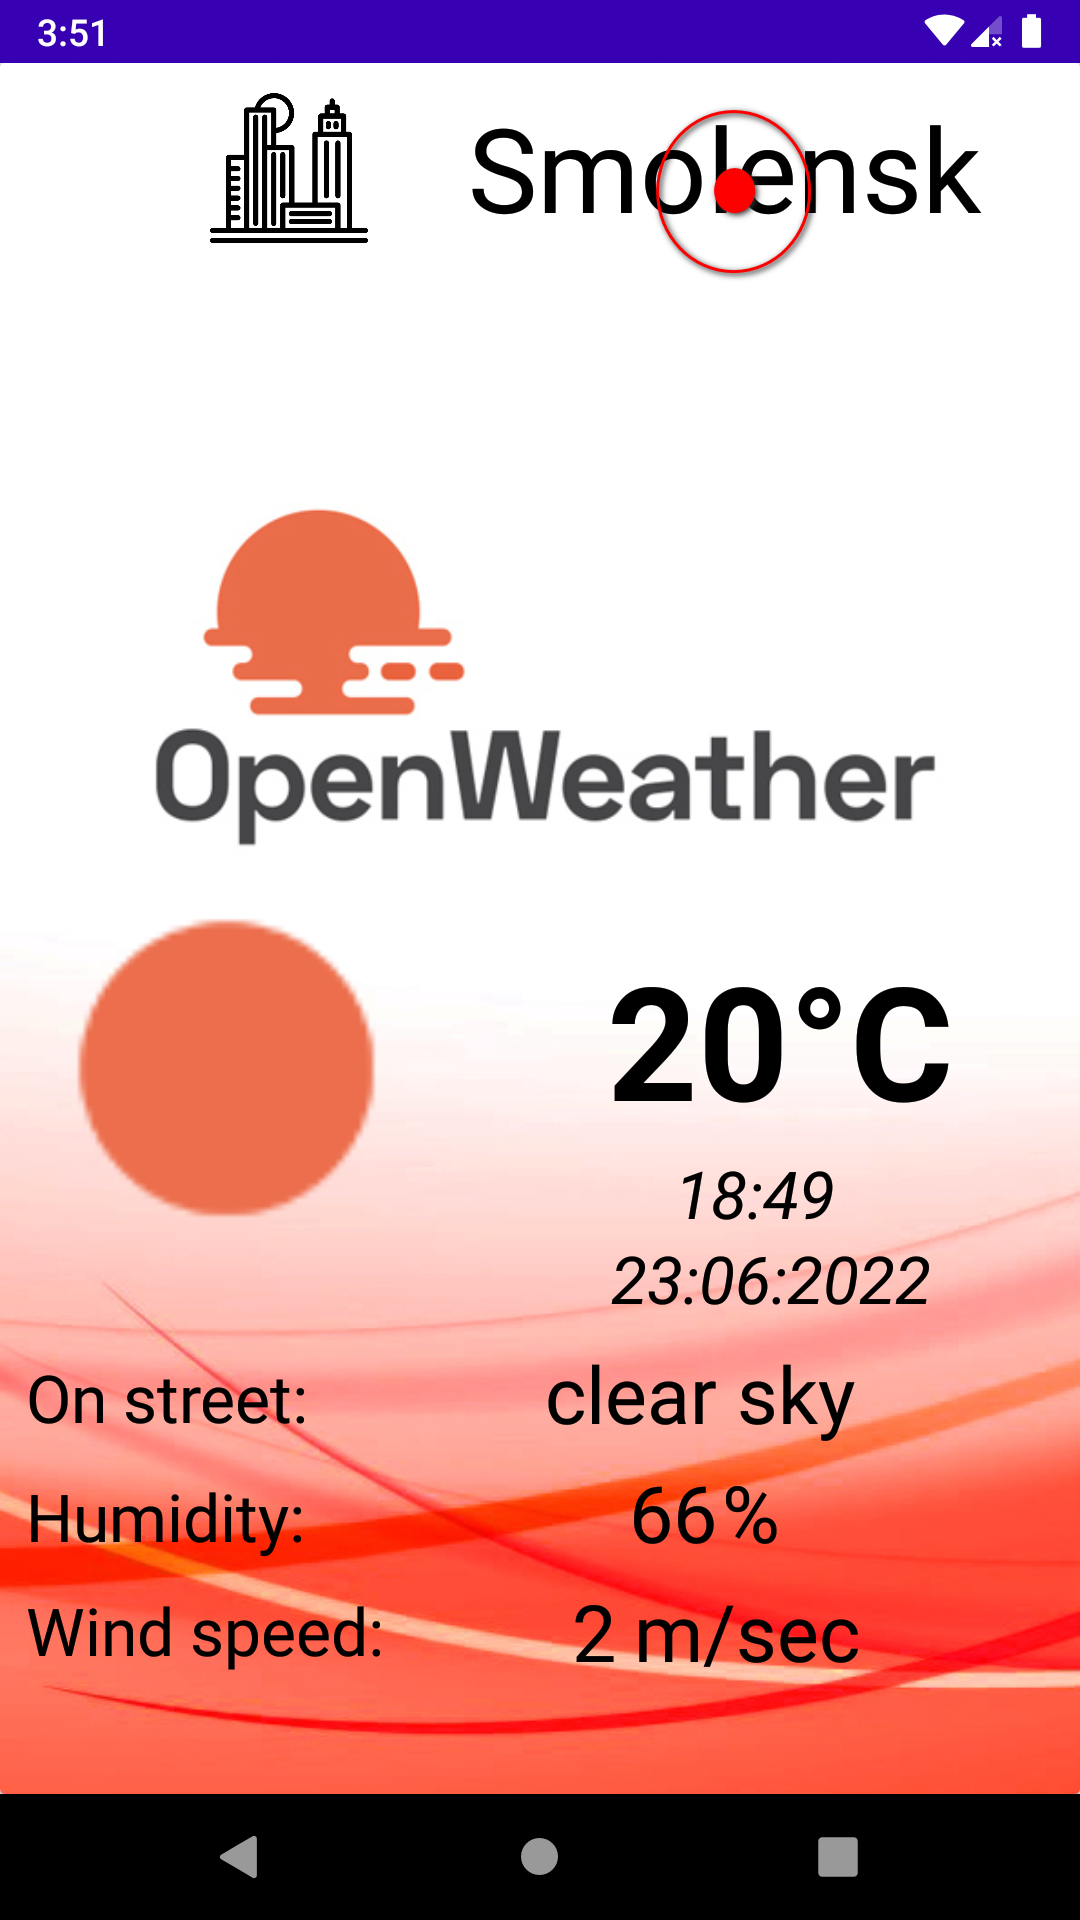 3:51
Smolensk
OpenWeather
20°C
18:49
23:06:2022
On street: clear sky
Humidity: 66%
Wind speed: 2 m/sec